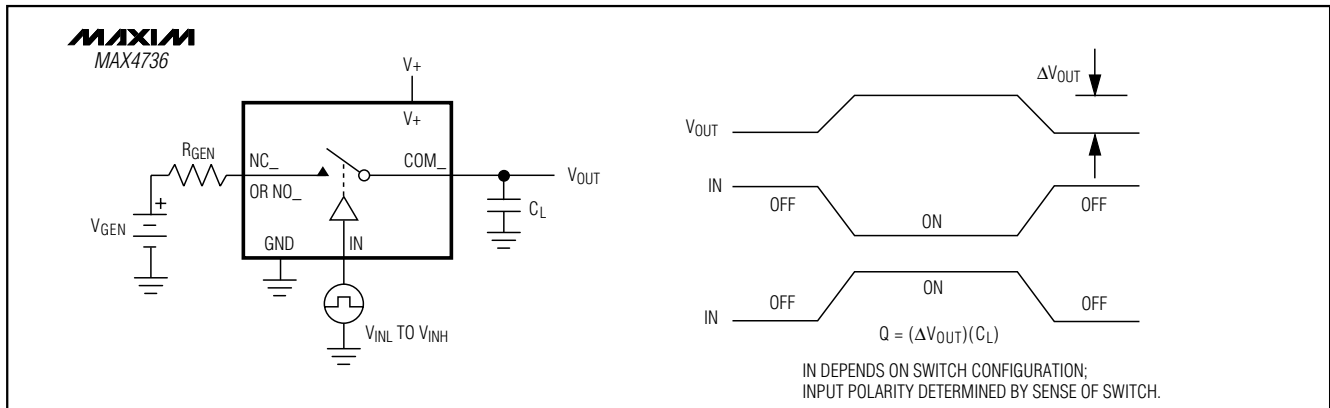 MAXIM
MAX4736
V+
V+
RGEN
NC_
OR NO_
COM_
VOUT
CL
VGEN
+
GND
IN
VINL TO VINH
ΔVOUT
VOUT
IN
OFF
ON
OFF
IN
OFF
ON
OFF
Q = (ΔVOUT)(CL)
IN DEPENDS ON SWITCH CONFIGURATION;
INPUT POLARITY DETERMINED BY SENSE OF SWITCH.